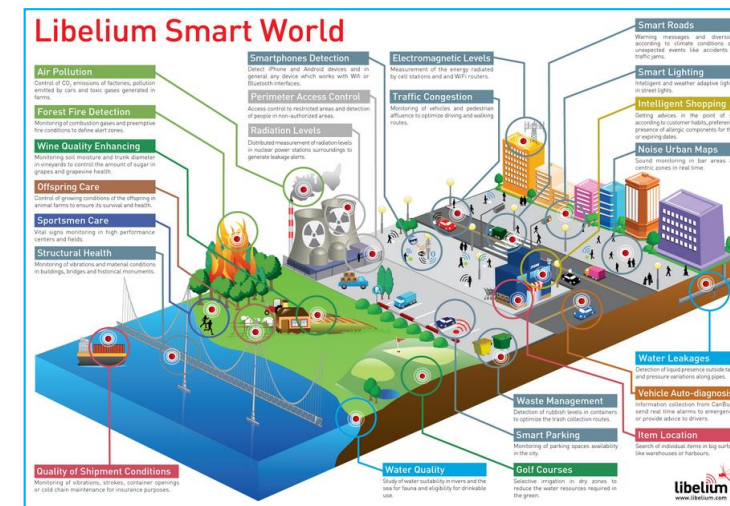 Libelium Smart World
Air Pollution
Control of CO₂ emissions of factories, pollution
emitted by cars and toxic gases generated in
farms.
Forest Fire Detection
Monitoring of combustion gases and preemptive
fire conditions to define alert zones.
Wine Quality Enhancing
Monitoring soil moisture and trunk diameter
in vineyards to control the amount of sugar in
grapes and grapevine health.
Offspring Care
Control of growing conditions of the offspring in
animal farms to ensure its survival and health.
Sportsmen Care
Vital signs monitoring in high performance
centers and fields.
Structural Health
Monitoring of vibrations and material conditions
in buildings, bridges and historical monuments.
Quality of Shipment Conditions
Monitoring of vibrations, strokes, container openings
or cold chain maintenance for insurance purposes.
Smartphones Detection
Detect iPhone and Android devices and in
general any device which works with Wifi or
Bluetooth interfaces.
Perimeter Access Control
Access control to restricted areas and detection
of people in non-authorized areas.
Radiation Levels
Distributed measurement of radiation levels
in nuclear power stations surroundings to
generate leakage alerts.
Electromagnetic Levels
Measurement of the energy radiated
by cell stations and and WiFi routers.
Traffic Congestion
Monitoring of vehicles and pedestrian
affluence to optimize driving and walking
routes.
Smart Roads
Warning messages and
according to climate conditions
unexpected events like accidents
traffic jams.
Smart Lighting
Intelligent and weather adaptive
in street lights.
Intelligent Shopping
Getting advices in the point of
according to customer habits,
presence of allergic components for
or expiring dates.
Noise Urban Maps
Sound monitoring in bar areas
centric zones in real time.
Water Leakages
Detection of liquid presence outside
and pressure variations along pipes.
Vehicle Auto-diagnosis
Information collection from
send real time alarms to
or provide advice to drivers.
Item Location
Search of individual items in big
like warehouses or harbours.
Waste Management
Detection of rubbish levels in containers
to optimize the trash collection routes.
Smart Parking
Monitoring of parking spaces availability
in the city.
Golf Courses
Selective irrigation in dry zones to
reduce the water resources required in
the green.
Water Quality
Study of water suitability in rivers and the
sea for fauna and eligibility for drinkable
use.
libelium
www.libelium.com